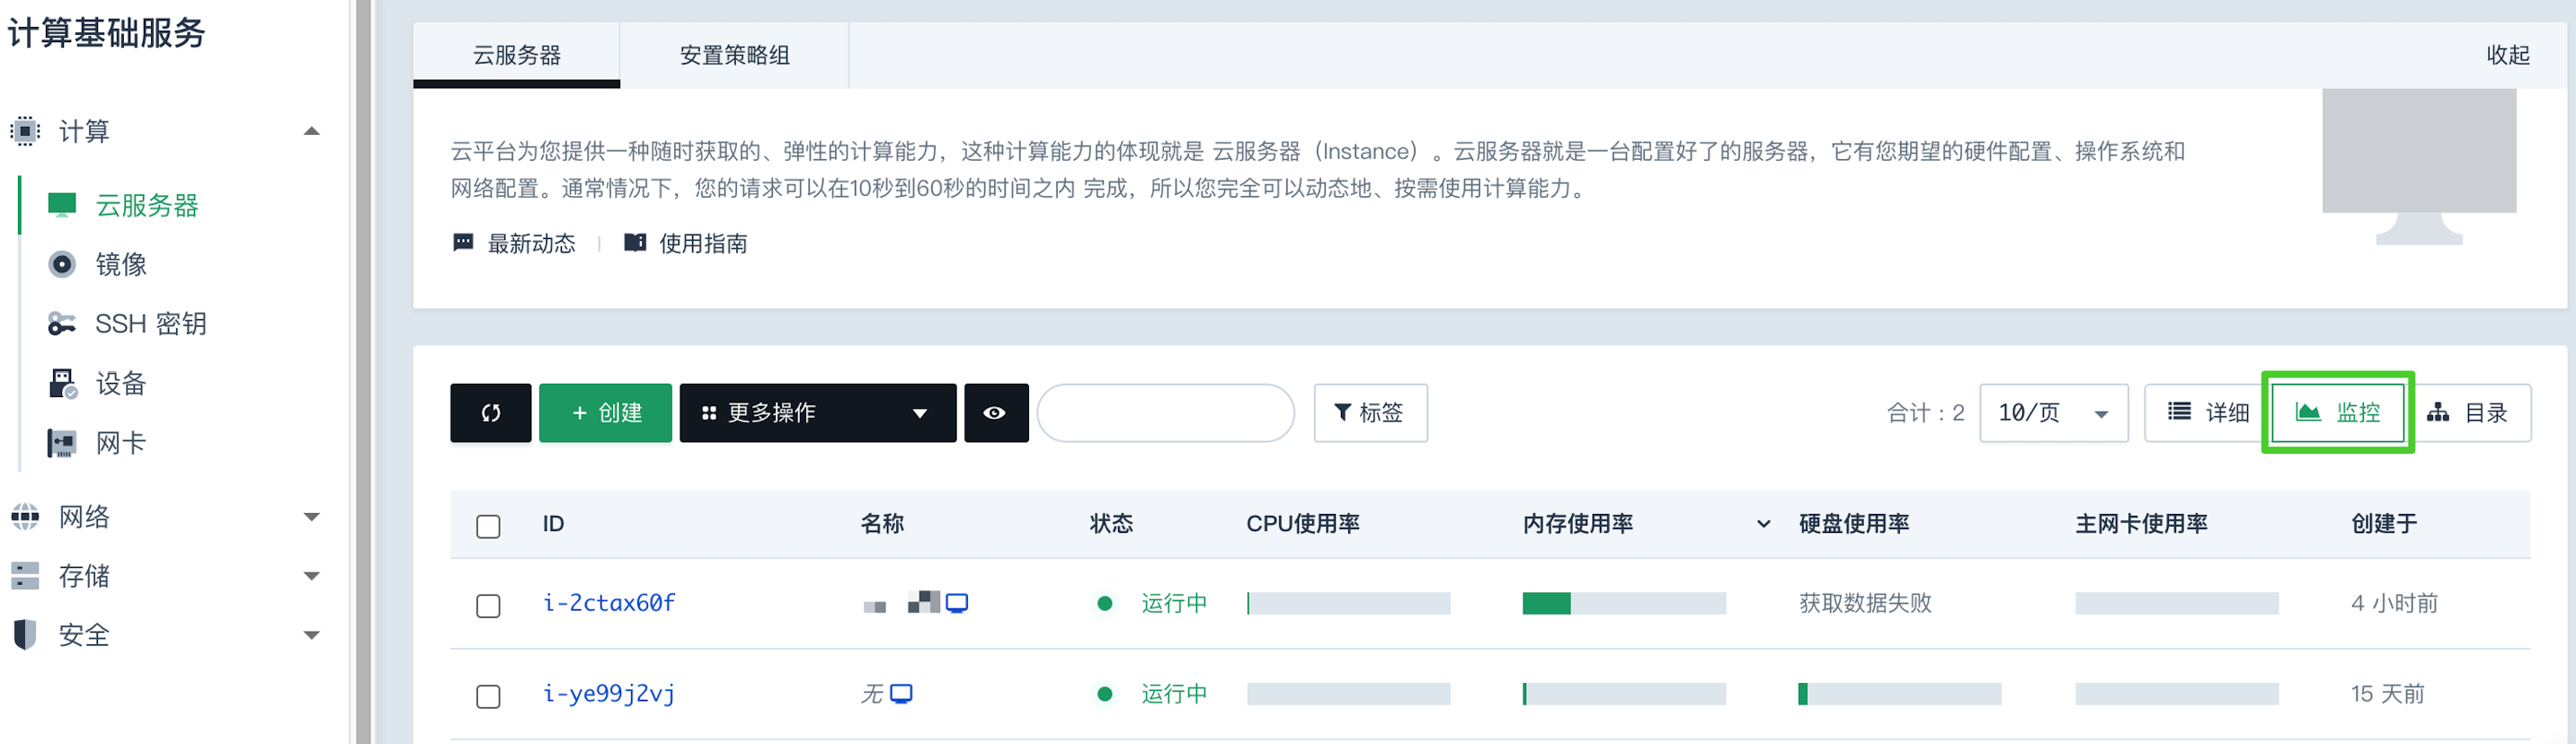 计算基础服务
计算
云服务器
镜像
SSH 密钥
设备
网卡
网络
存储
安全
云服务器
安置策略组
收起
云平台为您提供一种随时获取的、弹性的计算能力，这种计算能力的体现就是 云服务器（Instance）。云服务器就是一台配置好了的服务器，它有您期望的硬件配置、操作系统和
网络配置。通常情况下，您的请求可以在10秒到60秒的时间之内 完成，所以您完全可以动态地、按需使用计算能力。
最新动态
使用指南
+ 创建
更多操作
标签
合计：2
10/页
详细
监控
目录
ID 名称 状态 CPU使用率 内存使用率 硬盘使用率 主网卡使用率 创建于
i-2ctax60f 运行中 获取数据失败 4 小时前
i-ye99j2vj 无 运行中 15 天前